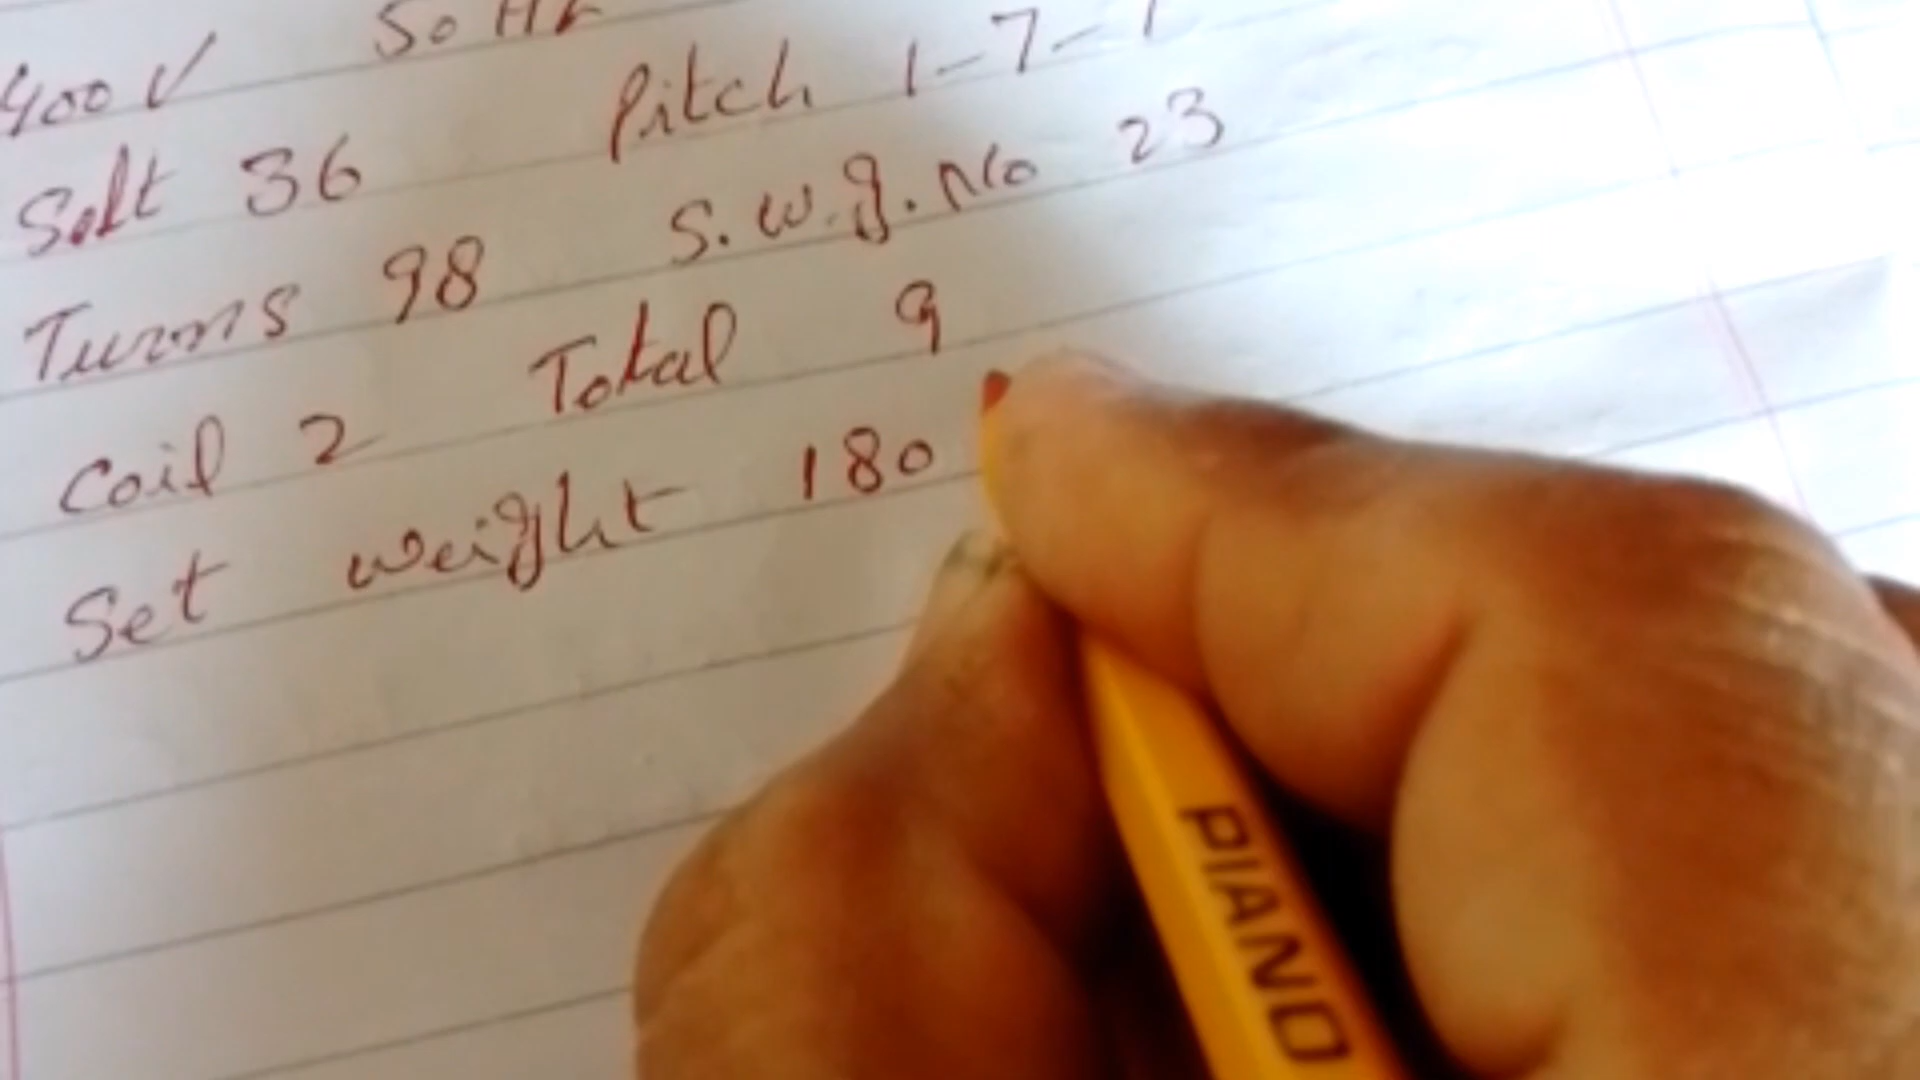 400V 50 Hz
Solt 36 Pitch 1-7-1
Turns 98 S.W.g.No 23
Coil 2 Total 9
Set weight 180
PIANO